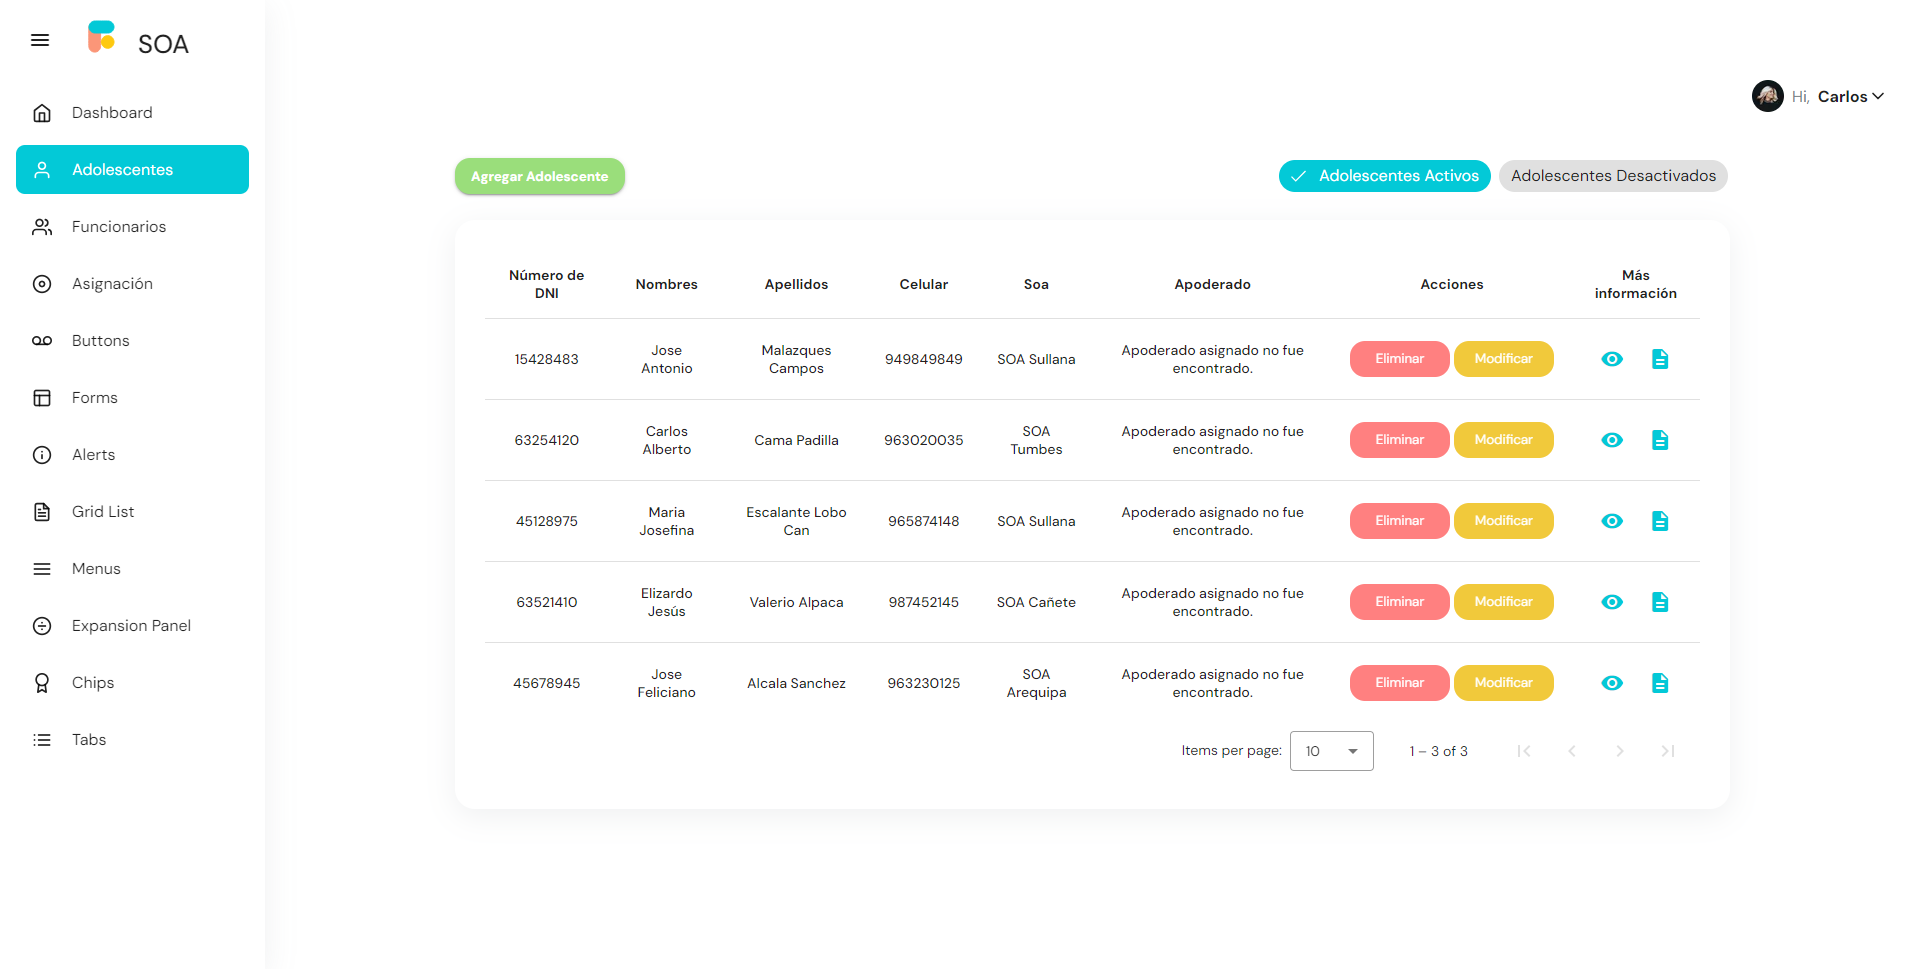 SOA
Dashboard
Adolescentes
Funcionarios
Asignación
Buttons
Forms
Alerts
Grid List
Menus
Expansion Panel
Chips
Tabs
Hi, Carlos
Agregar Adolescente
Adolescentes Activos
Adolescentes Desactivados
Número de
DNI
Nombres
Apellidos
Celular
Soa
Apoderado
Acciones
Más
información
15428483
Jose
Antonio
Malazques
Campos
949849849
SOA Sullana
Apoderado asignado no fue
encontrado.
Eliminar
Modificar
63254120
Carlos
Alberto
Cama Padilla
963020035
SOA
Tumbes
Apoderado asignado no fue
encontrado.
Eliminar
Modificar
45128975
Maria
Josefina
Escalante Lobo
Can
965874148
SOA Sullana
Apoderado asignado no fue
encontrado.
Eliminar
Modificar
63521410
Elizardo
Jesús
Valerio Alpaca
987452145
SOA Cañete
Apoderado asignado no fue
encontrado.
Eliminar
Modificar
45678945
Jose
Feliciano
Alcala Sanchez
963230125
SOA
Arequipa
Apoderado asignado no fue
encontrado.
Eliminar
Modificar
Items per page:
10
1 – 3 of 3